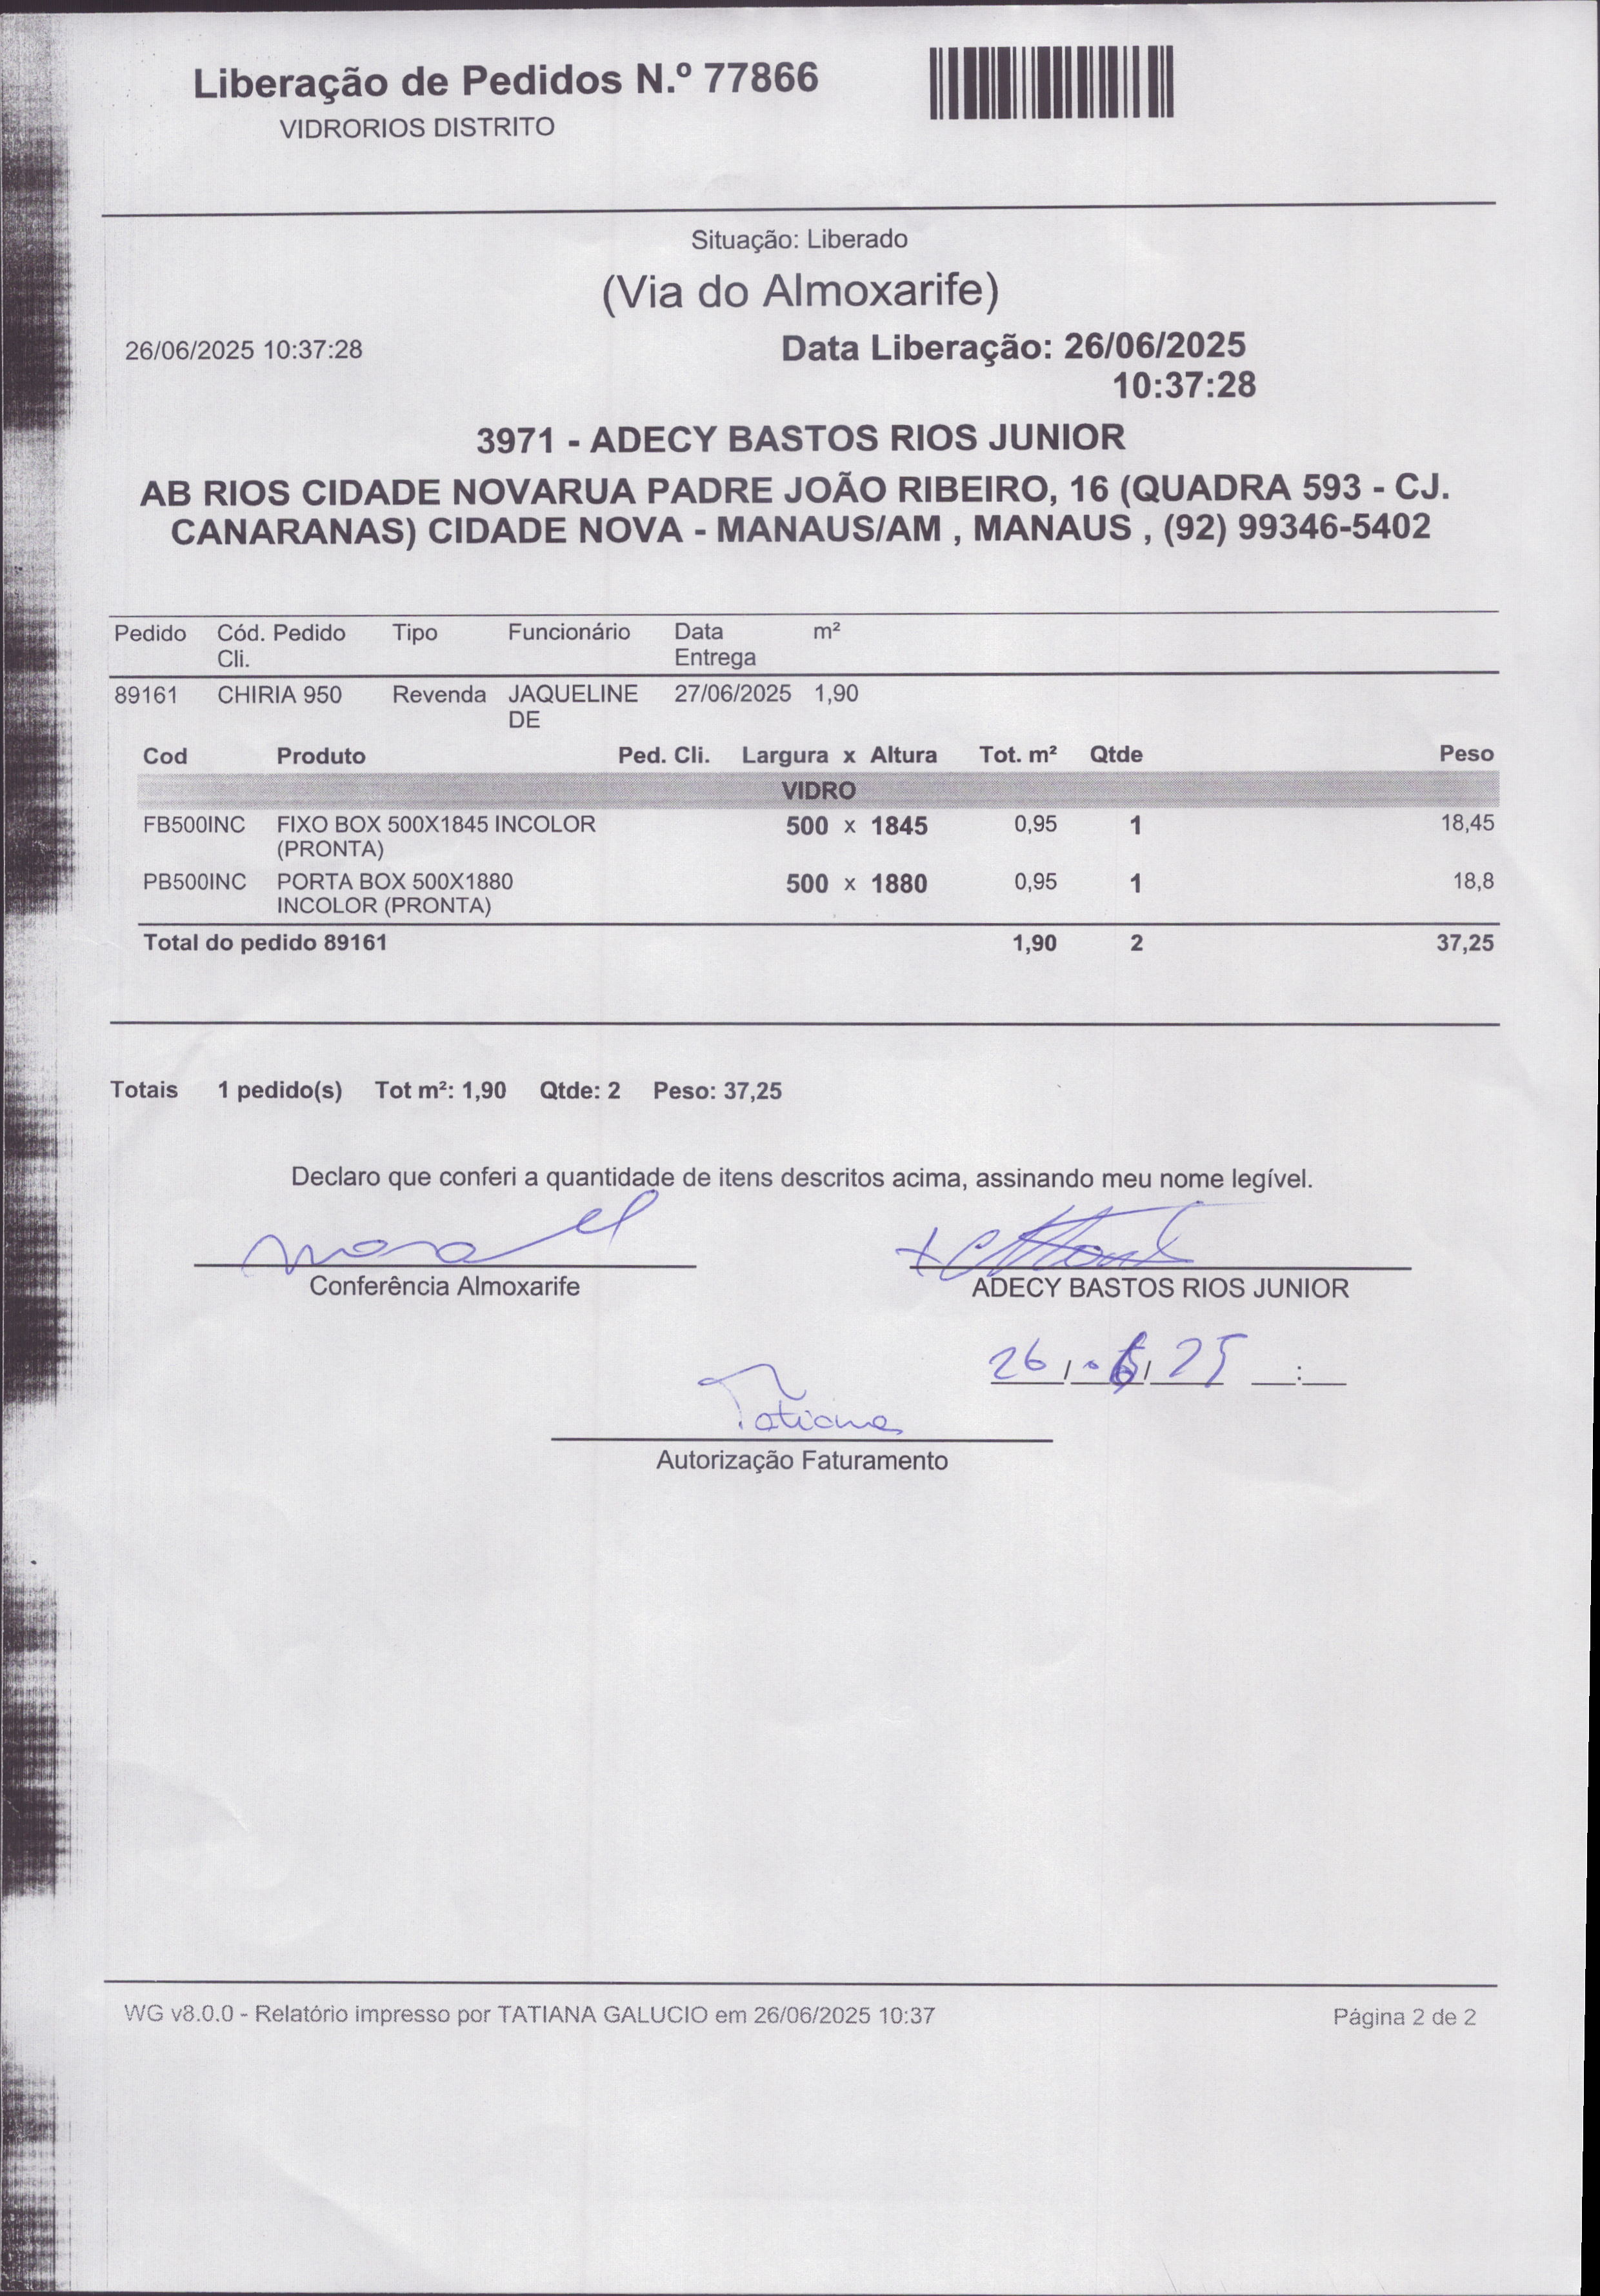 Liberação de Pedidos N.º 77866
VIDRORIOS DISTRITO
Situação: Liberado
(Via do Almoxarife)
26/06/2025 10:37:28 Data Liberação: 26/06/2025
10:37:28
3971 - ADECY BASTOS RIOS JUNIOR
AB RIOS CIDADE NOVARUA PADRE JOÃO RIBEIRO, 16 (QUADRA 593 - CJ.
CANARANAS) CIDADE NOVA - MANAUS/AM , MANAUS , (92) 99346-5402
Pedido Cód. Pedido Tipo Funcionário Data m²
Cli. Entrega
89161 CHIRIA 950 Revenda JAQUELINE 27/06/2025 1,90
DE
Cod Produto Ped. Cli. Largura x Altura Tot. m² Qtde Peso
VIDRO
FB500INC FIXO BOX 500X1845 INCOLOR 500 x 1845 0,95 1 18,45
(PRONTA)
PB500INC PORTA BOX 500X1880 500 x 1880 0,95 1 18,8
INCOLOR (PRONTA)
Total do pedido 89161 1,90 2 37,25
Totais 1 pedido(s) Tot m²: 1,90 Qtde: 2 Peso: 37,25
Declaro que conferi a quantidade de itens descritos acima, assinando meu nome legível.
Conferência Almoxarife ADECY BASTOS RIOS JUNIOR
26/06/25 __:__
Tatiana
Autorização Faturamento
WG v8.0.0 - Relatório impresso por TATIANA GALUCIO em 26/06/2025 10:37 Página 2 de 2